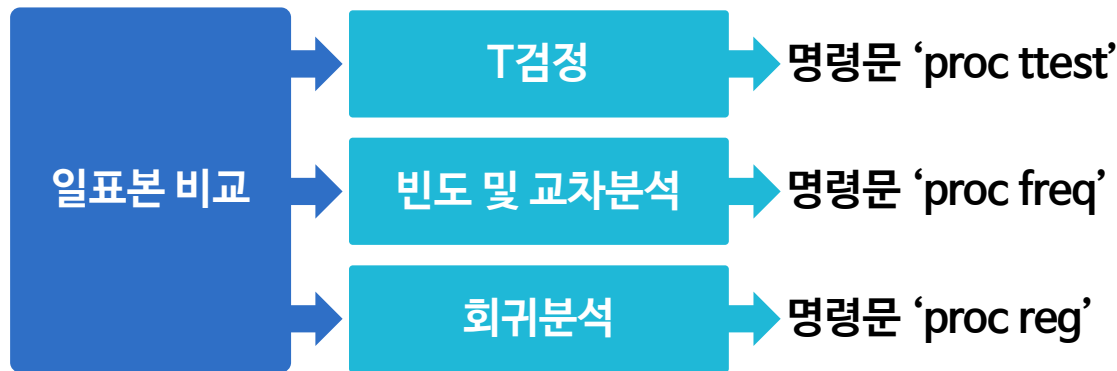 일표본 비교
T검정
명령문 ‘proc ttest’
빈도 및 교차분석
명령문 ‘proc freq’
회귀분석
명령문 ‘proc reg’